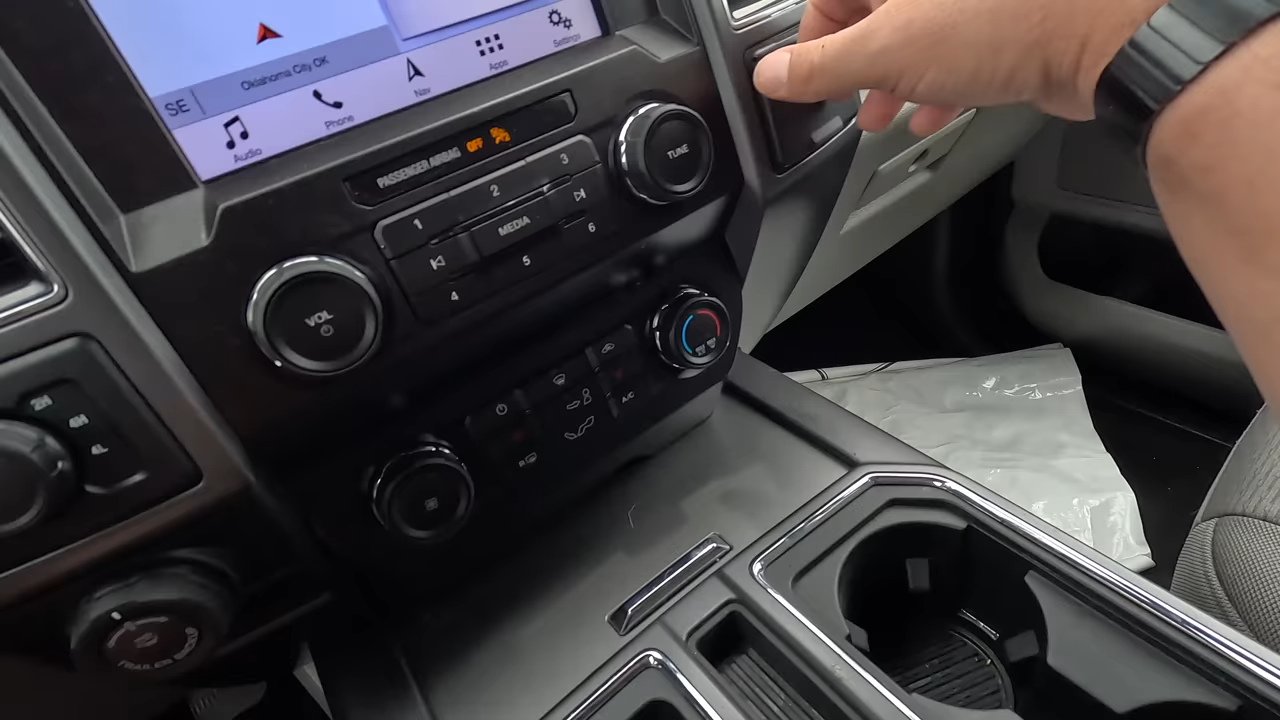 SE
Oklahoma City OK
Audio
Phone
Nav
Apps
Settings
PASSENGER AIRBAG OFF
TUNE
1
2
3
MEDIA
4
5
6
VOL
A/C
R
2H
4H
4L
TRAILER BACKUP